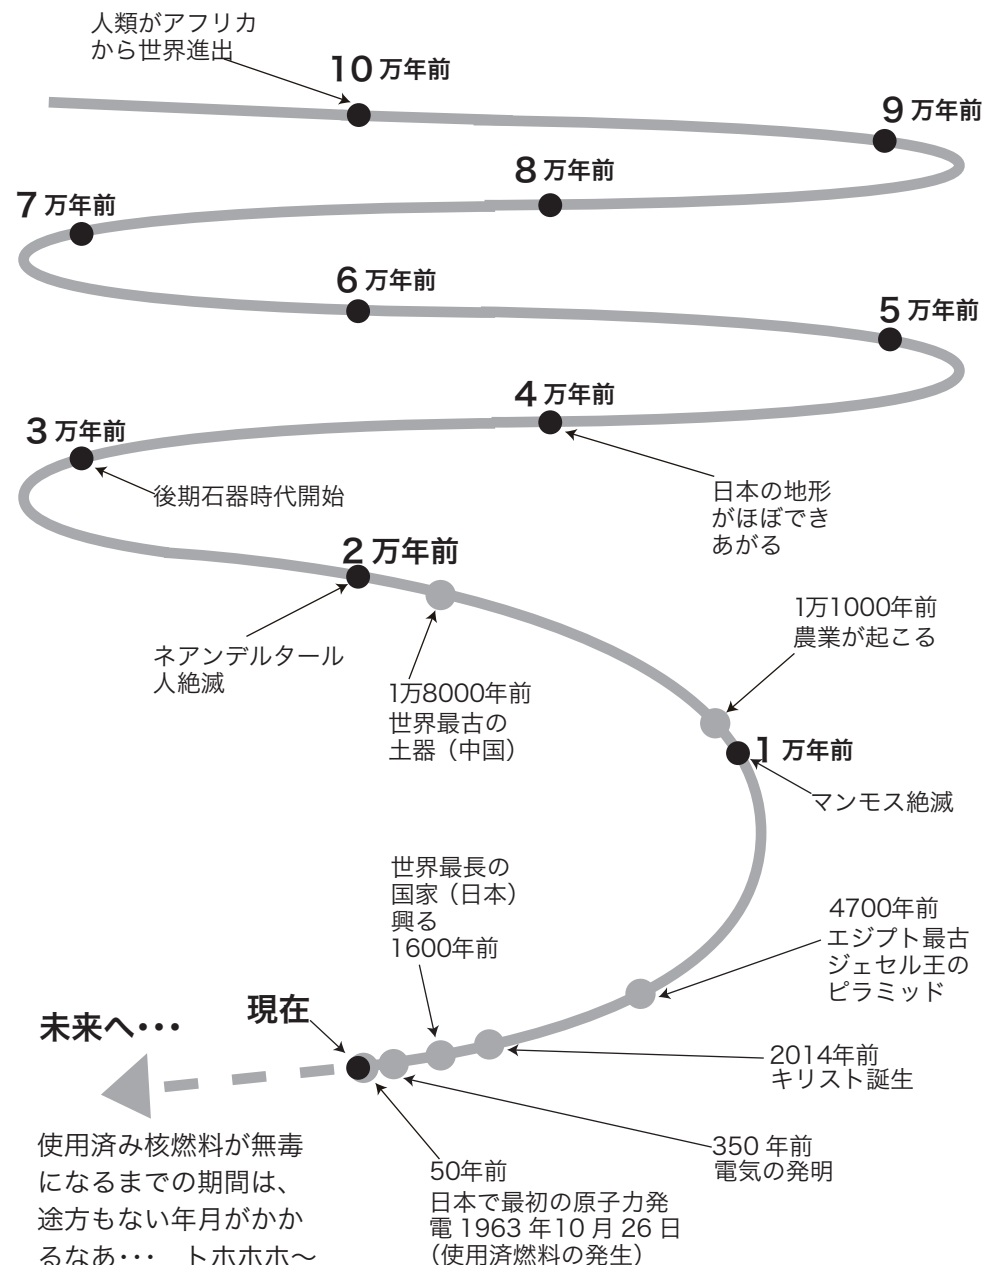 人類がアフリカ
から世界進出
10 万年前
9 万年前
8 万年前
7 万年前
6 万年前
5 万年前
4 万年前
日本の地形
がほぼでき
あがる
3 万年前
後期石器時代開始
2 万年前
ネアンデルタール
人絶滅
1万8000年前
世界最古の
土器（中国）
1万1000年前
農業が起こる
1 万年前
マンモス絶滅
世界最長の
国家（日本）
興る
1600年前
4700年前
エジプト最古
ジェセル王の
ピラミッド
現在
未来へ・・・
2014年前
キリスト誕生
350 年前
電気の発明
50年前
日本で最初の原子力発
電 1963 年10 月 26 日
（使用済燃料の発生）
使用済み核燃料が無毒
になるまでの期間は、
途方もない年月がかか
るなあ・・・　トホホホ〜